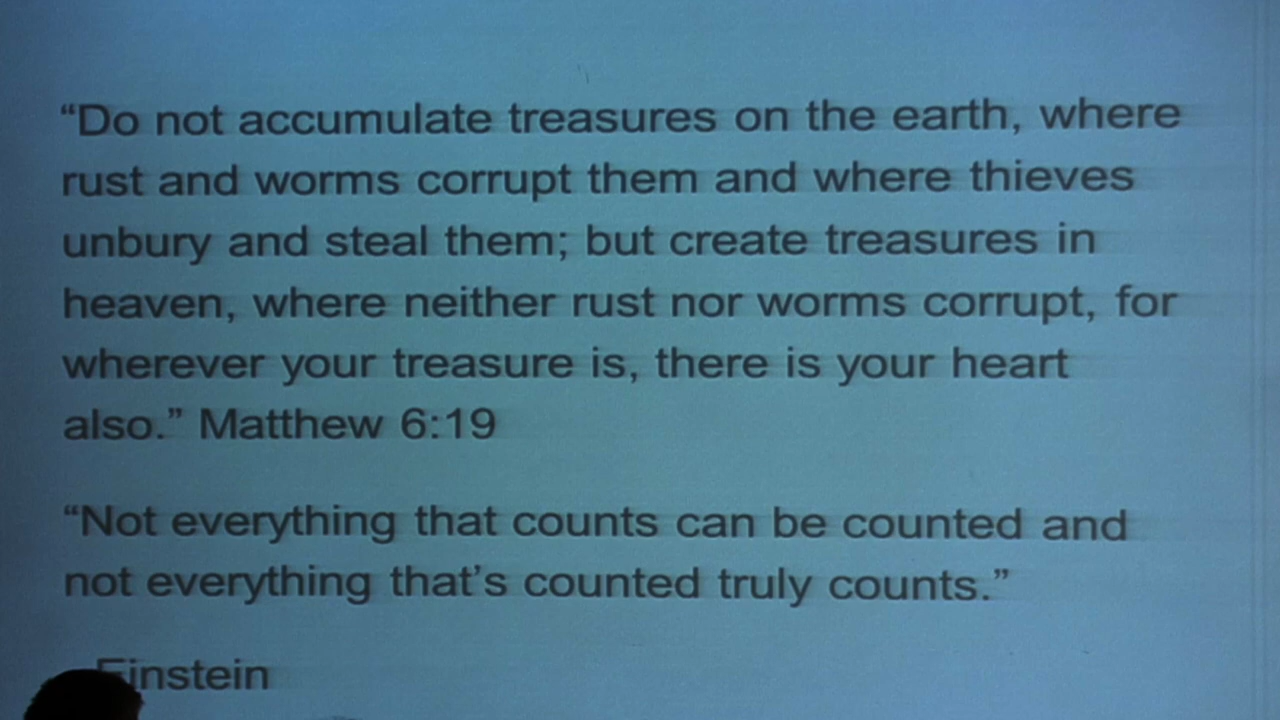 “Do not accumulate treasures on the earth, where
rust and worms corrupt them and where thieves
unbury and steal them; but create treasures in
heaven, where neither rust nor worms corrupt, for
wherever your treasure is, there is your heart
also.” Matthew 6:19
“Not everything that counts can be counted and
not everything that’s counted truly counts.”
Einstein